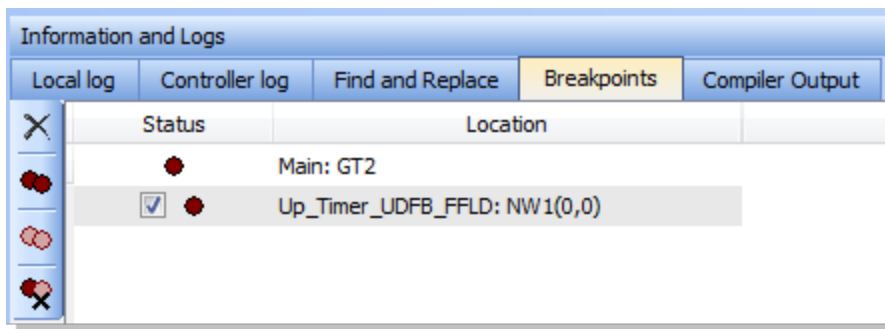 Information and Logs
Local log Controller log Find and Replace Breakpoints Compiler Output
Status Location
Main: GT2
Up_Timer_UDFB_FFLD: NW1(0,0)